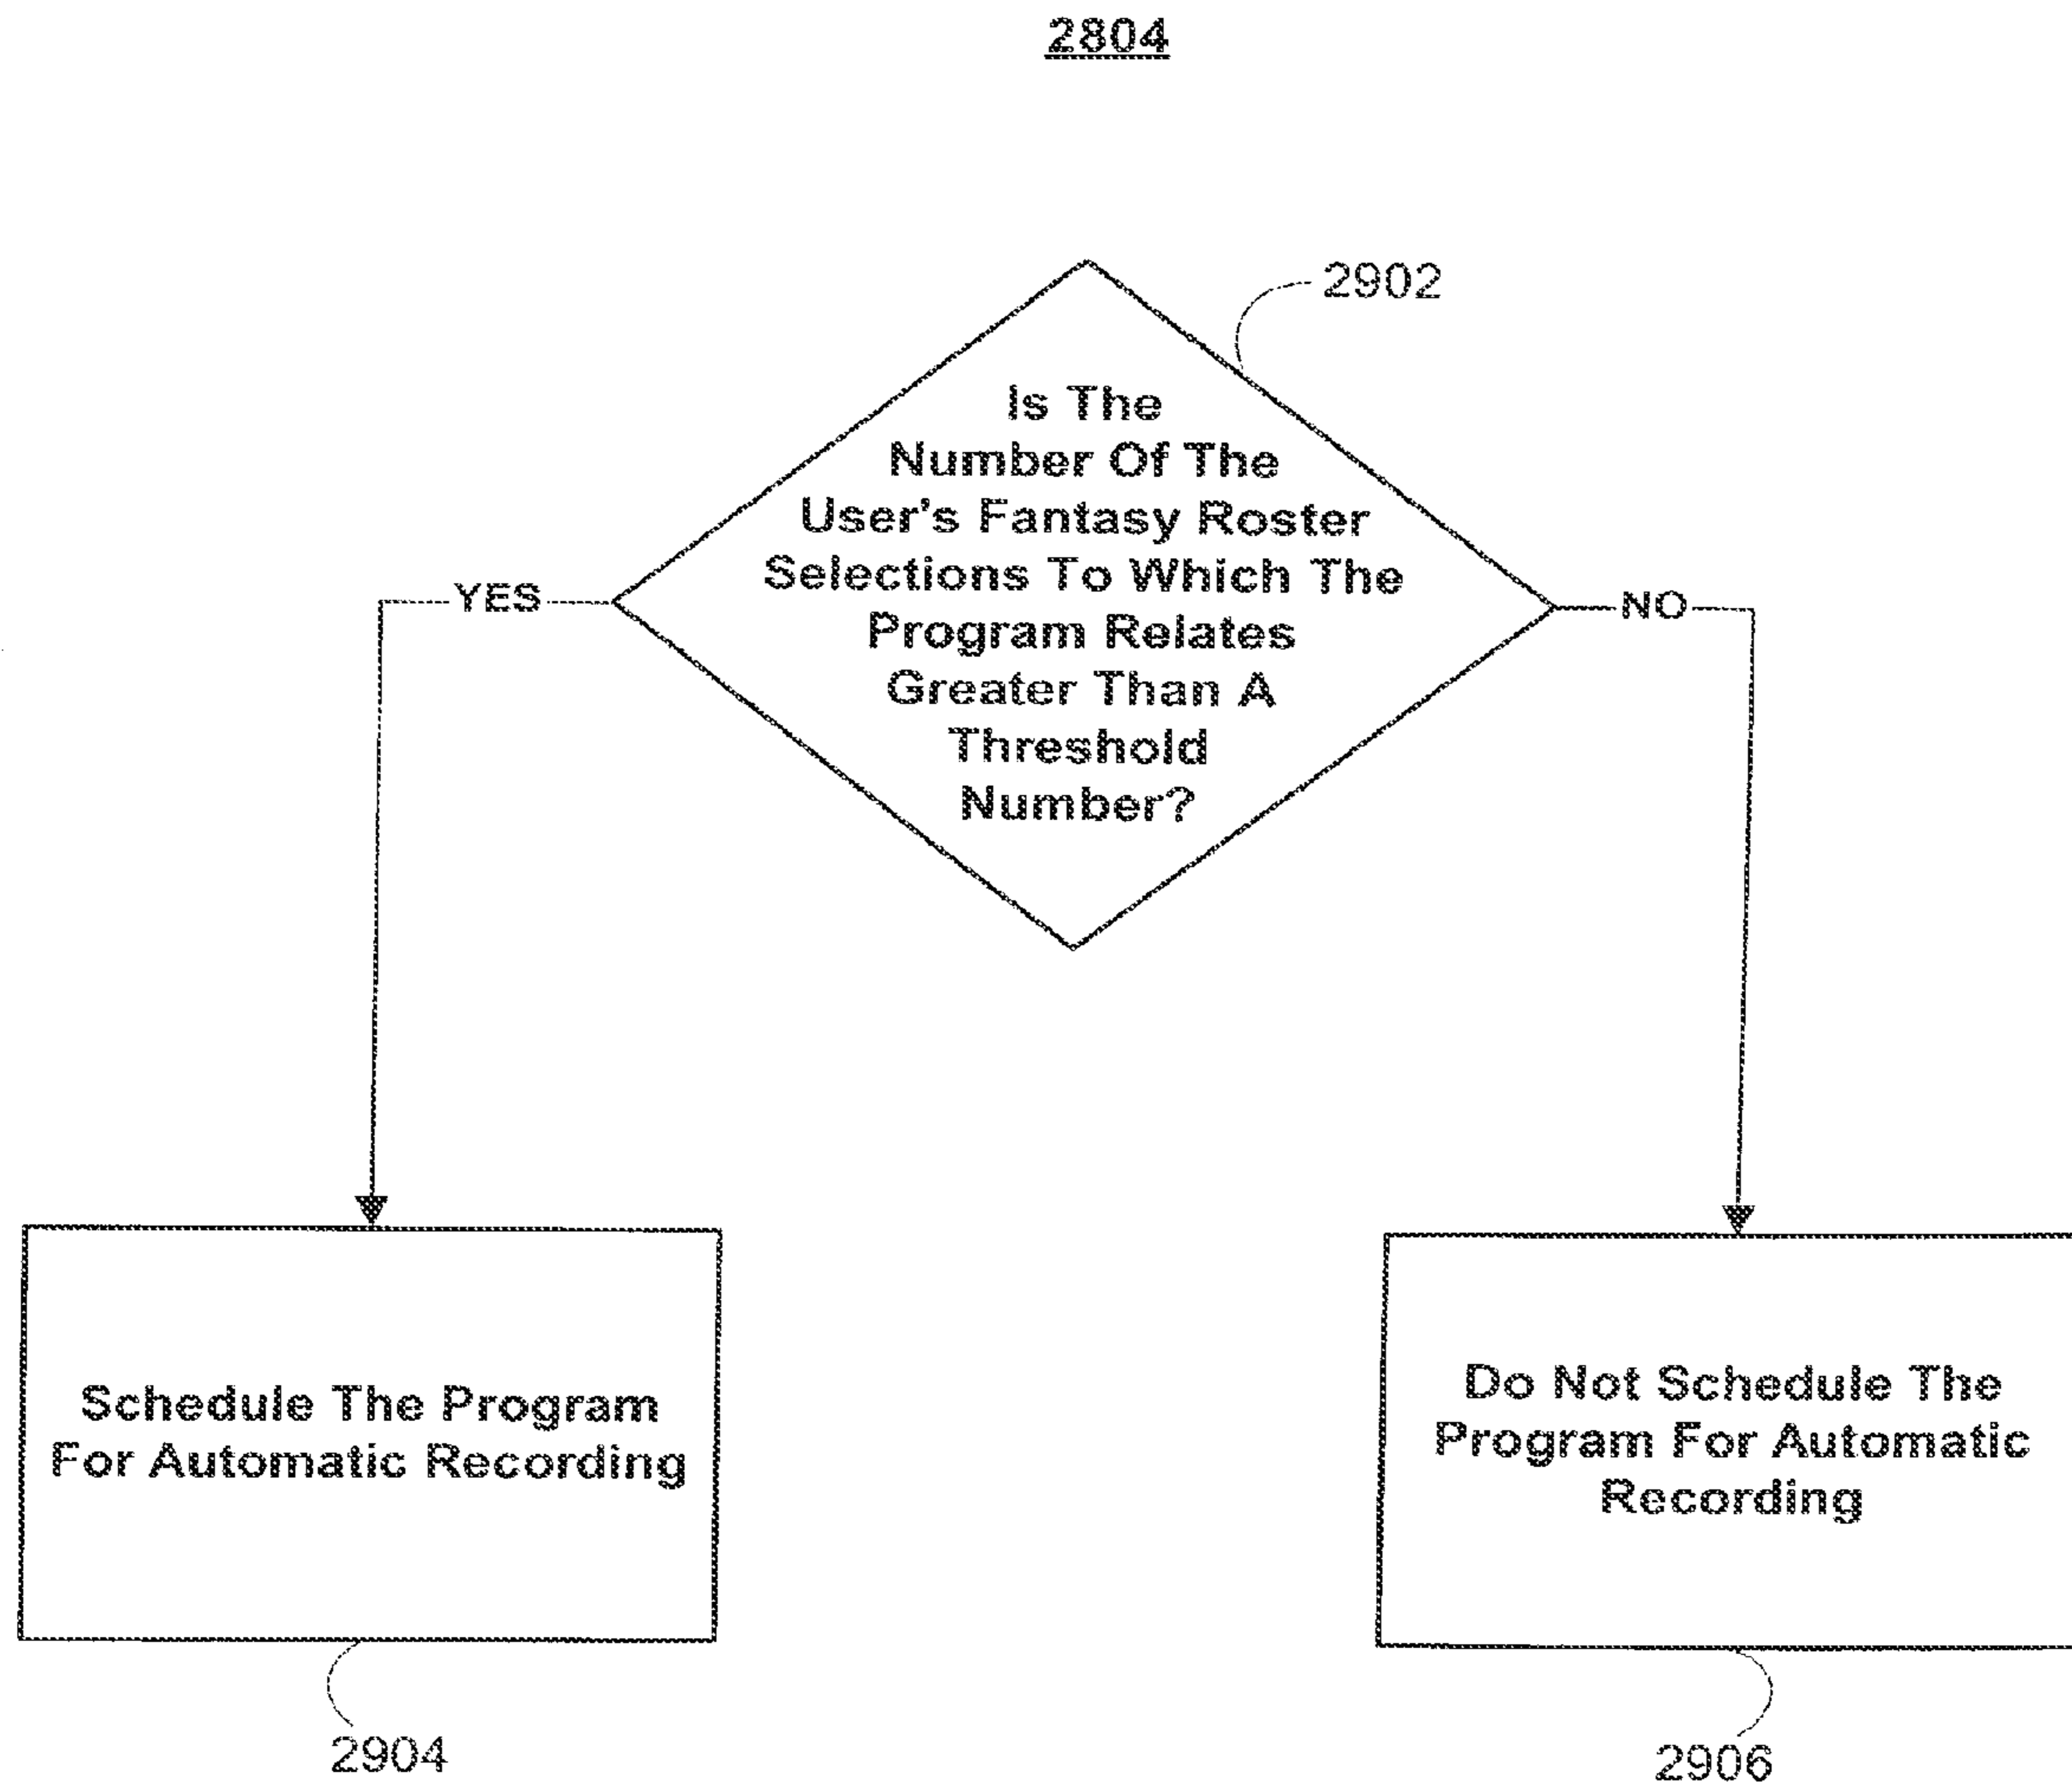 2804
2902
Is The
Number Of The
User's Fantasy Roster
Selections To Which The
Program Relates
Greater Than A
Threshold
Number?
YES
NO
Schedule The Program
For Automatic Recording
Do Not Schedule The
Program For Automatic
Recording
2904
2906